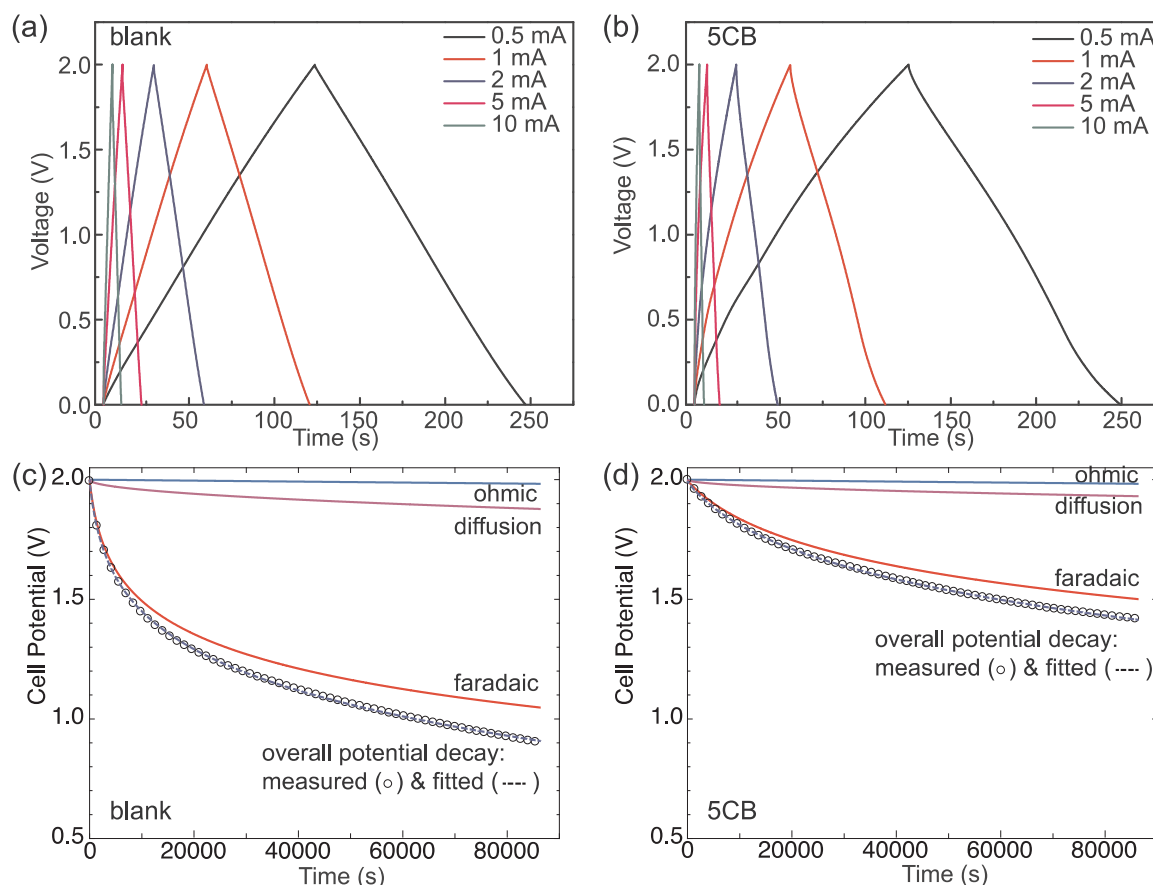 (a)
blank
0.5 mA
1 mA
2 mA
5 mA
10 mA
Voltage (V)
2.0
1.5
1.0
0.5
0.0
0 50 100 150 200 250
Time (s)
(b)
5CB
0.5 mA
1 mA
2 mA
5 mA
10 mA
Voltage (V)
2.0
1.5
1.0
0.5
0.0
0 50 100 150 200 250
Time (s)
(c)
Cell Potential (V)
2.0
1.5
1.0
0.5
ohmic
diffusion
faradaic
overall potential decay:
measured (○) & fitted (----)
blank
0 20000 40000 60000 80000
Time (s)
(d)
Cell Potential (V)
2.0
1.5
1.0
0.5
ohmic
diffusion
faradaic
overall potential decay:
measured (○) & fitted (----)
5CB
0 20000 40000 60000 80000
Time (s)